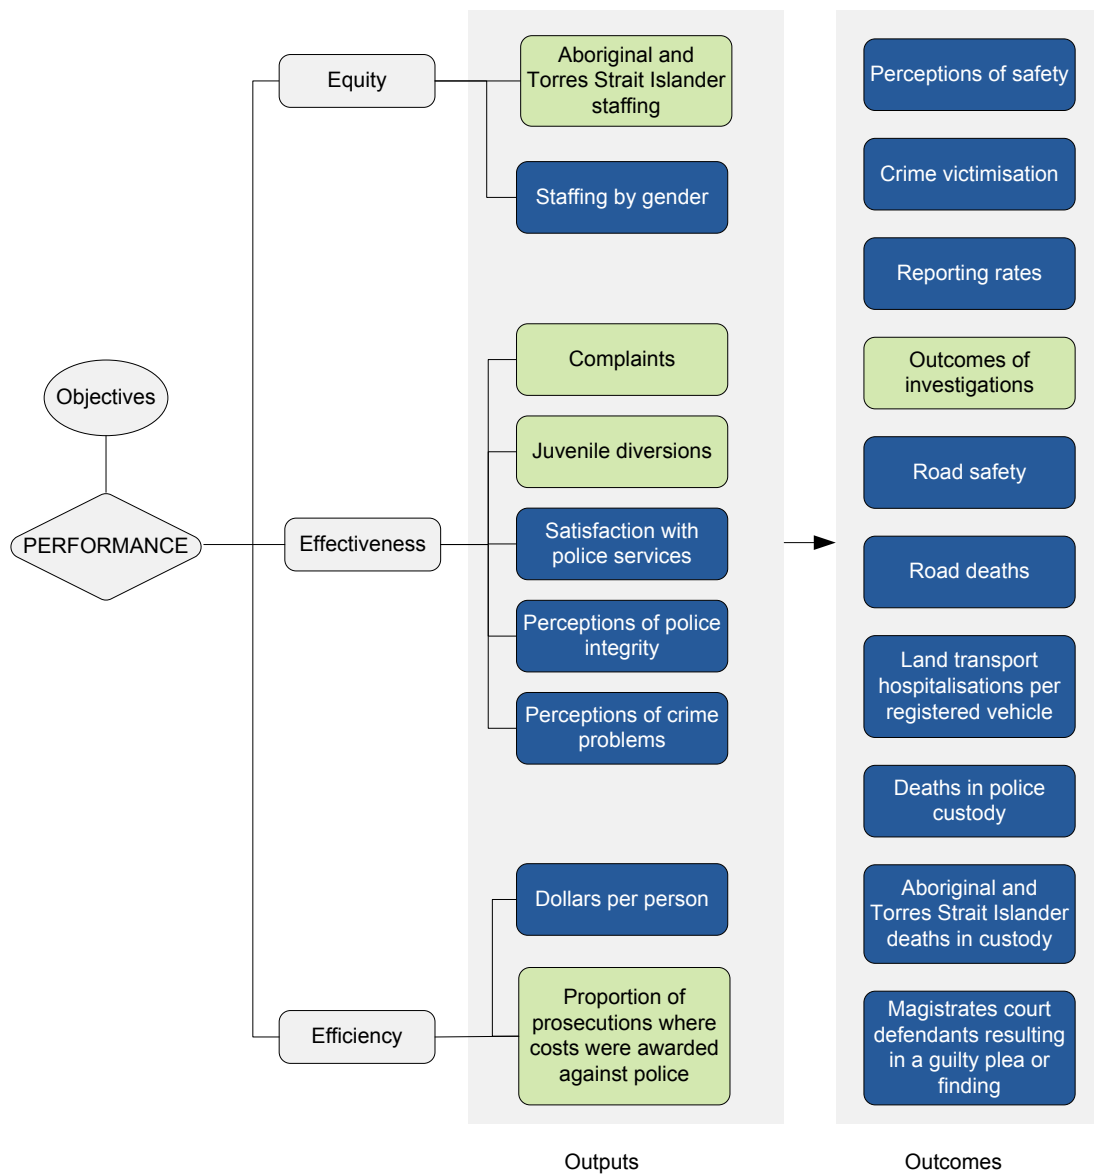 Objectives
PERFORMANCE
Equity
Effectiveness
Efficiency
Aboriginal and
Torres Strait Islander
staffing
Staffing by gender
Complaints
Juvenile diversions
Satisfaction with
police services
Perceptions of police
integrity
Perceptions of crime
problems
Dollars per person
Proportion of
prosecutions where
costs were awarded
against police
Outputs
Perceptions of safety
Crime victimisation
Reporting rates
Outcomes of
investigations
Road safety
Road deaths
Land transport
hospitalisations per
registered vehicle
Deaths in police
custody
Aboriginal and
Torres Strait Islander
deaths in custody
Magistrates court
defendants resulting
in a guilty plea or
finding
Outcomes